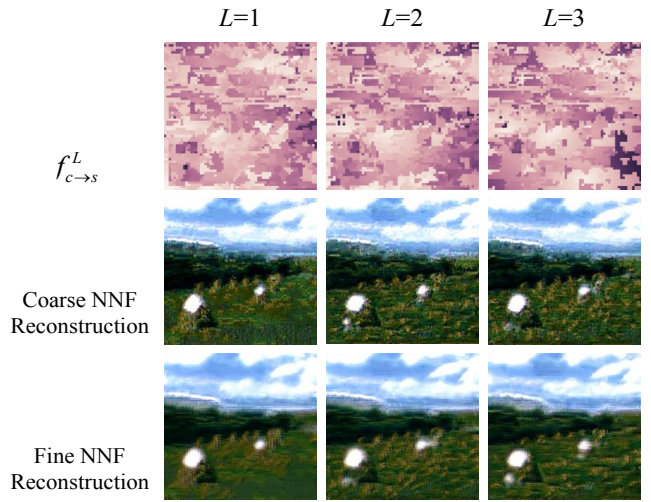 L=1 L=2 L=3
f^L_{c→s}
Coarse NNF
Reconstruction
Fine NNF
Reconstruction